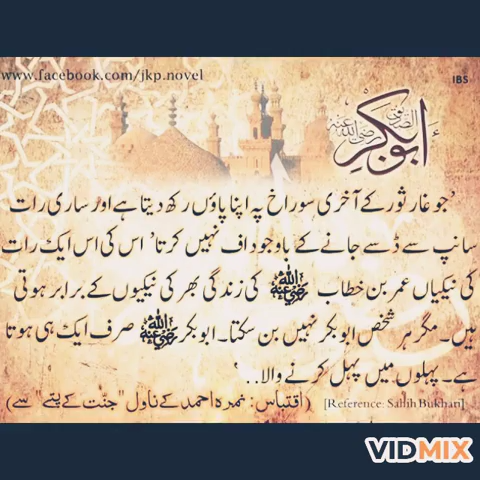 www.facebook.com/jkp.novel
IBS
ابوبکر الصدیق رضی اللہ عنہ
’جو غار ثور کے آخری سوراخ پہ اپنا پاؤں رکھ دیتا ہے اور ساری رات
سانپ سے ڈسے جانے کے باوجود اف نہیں کرتا’ اس کی اس ایک رات
کی نیکیاں عمر بن خطاب رضی اللہ عنہ کی زندگی بھر کی نیکیوں کے برابر ہوتی
ہیں۔ مگر ہر شخص ابوبکر نہیں بن سکتا۔ ابوبکر رضی اللہ عنہ صرف ایک ہی ہوتا
ہے۔ پہلوں میں پہل کرنے والا...‘
(اقتباس: نمرہ احمد کے ناول "جنت کے پتے" سے) [Reference: Sahih Bukhari]
VIDMIX